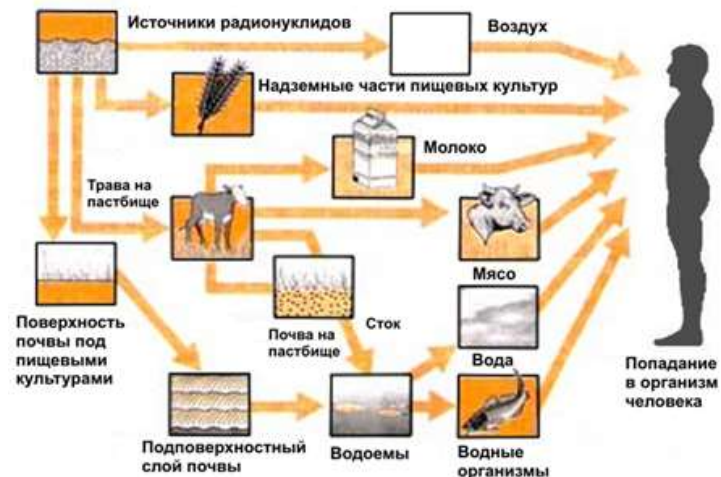 Источники радионуклидов
Воздух
Надземные части пищевых культур
Молоко
Трава на
пастбище
Мясо
Поверхность
почвы под
пищевыми
культурами
Почва на
пастбище
Сток
Вода
Попадание
в организм
человека
Подповерхностный
слой почвы
Водоемы
Водные
организмы